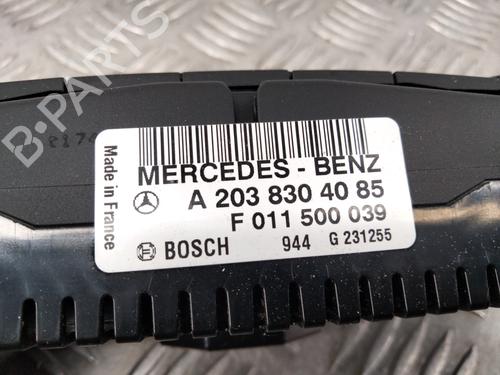 MERCEDES - BENZ
A 203 830 40 85
F 011 500 039
BOSCH 944 G 231255
Made in France
B-PARTS